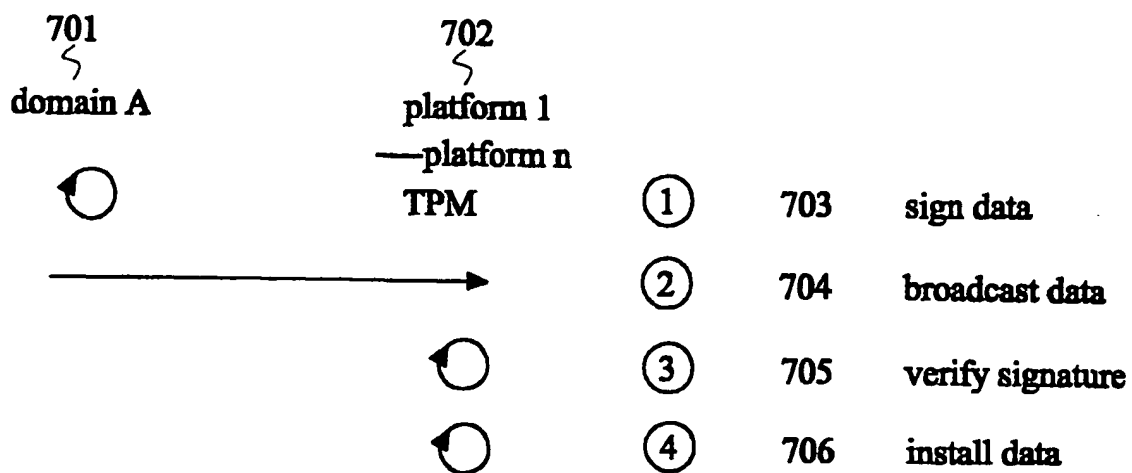 701 702
domain A platform 1
platform n
TPM ① 703 sign data
② 704 broadcast data
③ 705 verify signature
④ 706 install data